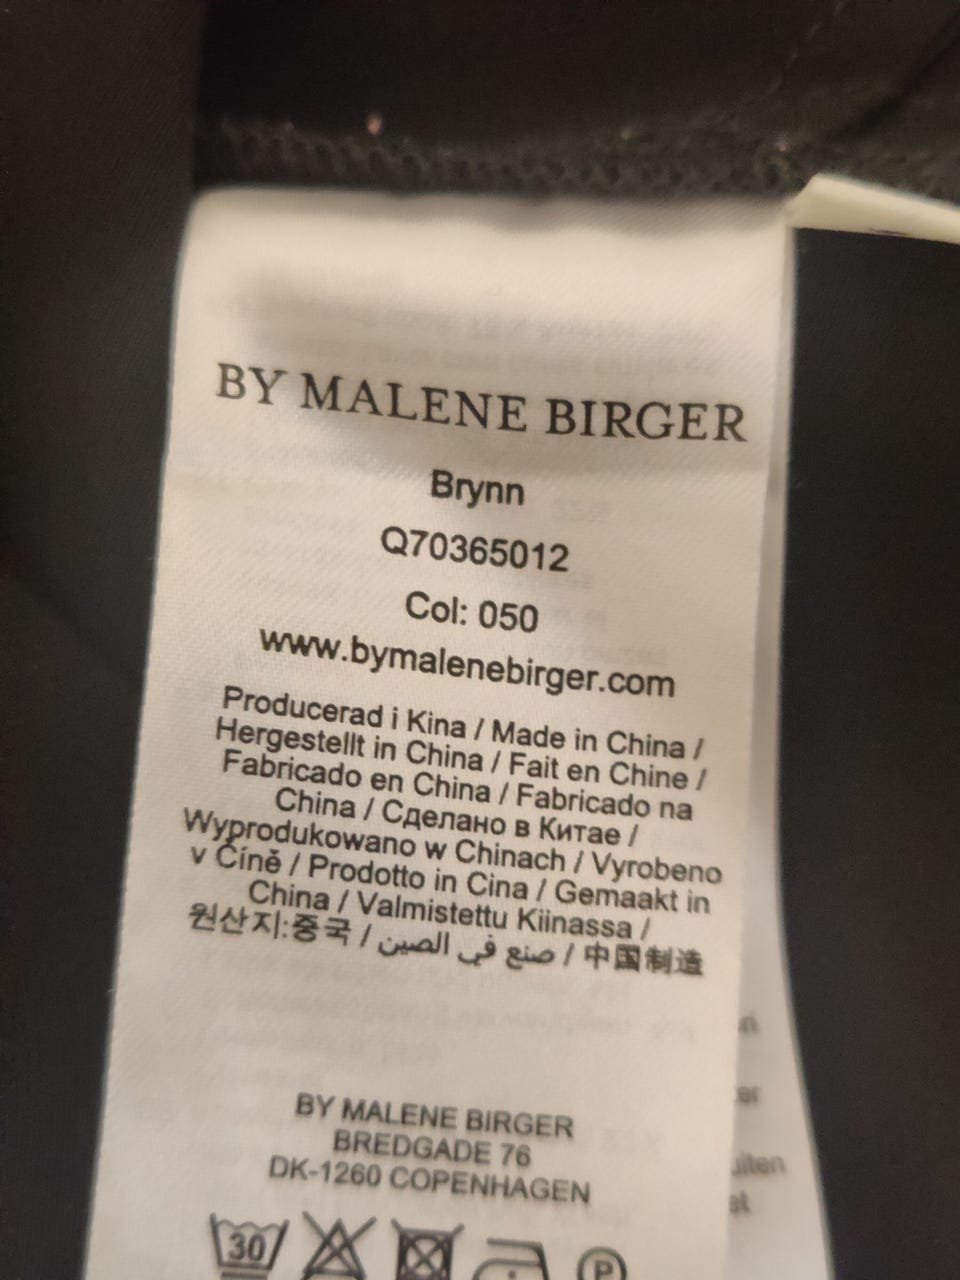 BY MALENE BIRGER
Brynn
Q70365012
Col: 050
www.bymalenebirger.com
Producerad i Kina / Made in China /
Hergestellt in China / Fait en Chine /
Fabricado en China / Fabricado na
China / Сделано в Китае /
Wyprodukowano w Chinach / Vyrobeno
v Číně / Prodotto in Cina / Gemaakt in
China / Valmistettu Kiinassa /
원산지:중국 / صنع في الصين / 中国制造
BY MALENE BIRGER
BREDGADE 76
DK-1260 COPENHAGEN
30
P